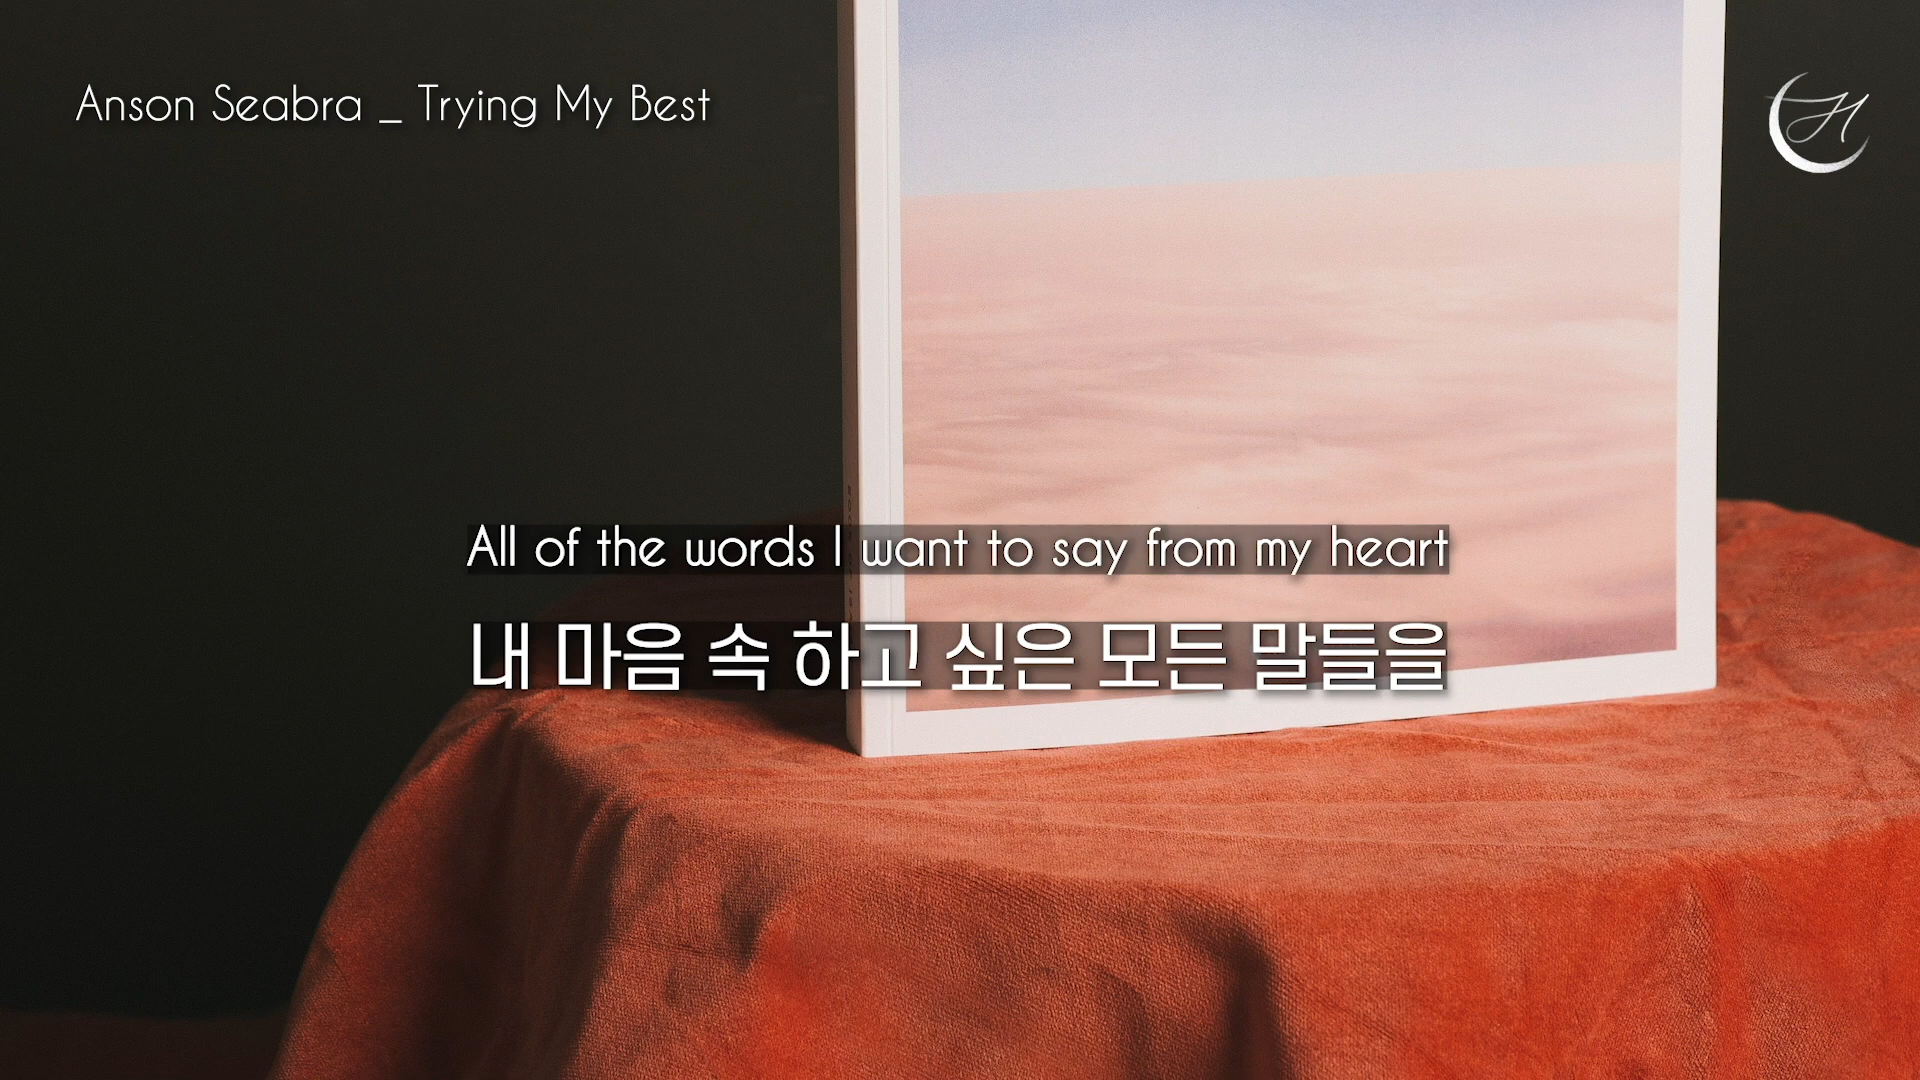 Anson Seabra _ Trying My Best
All of the words I want to say from my heart
내 마음 속 하고 싶은 모든 말들을